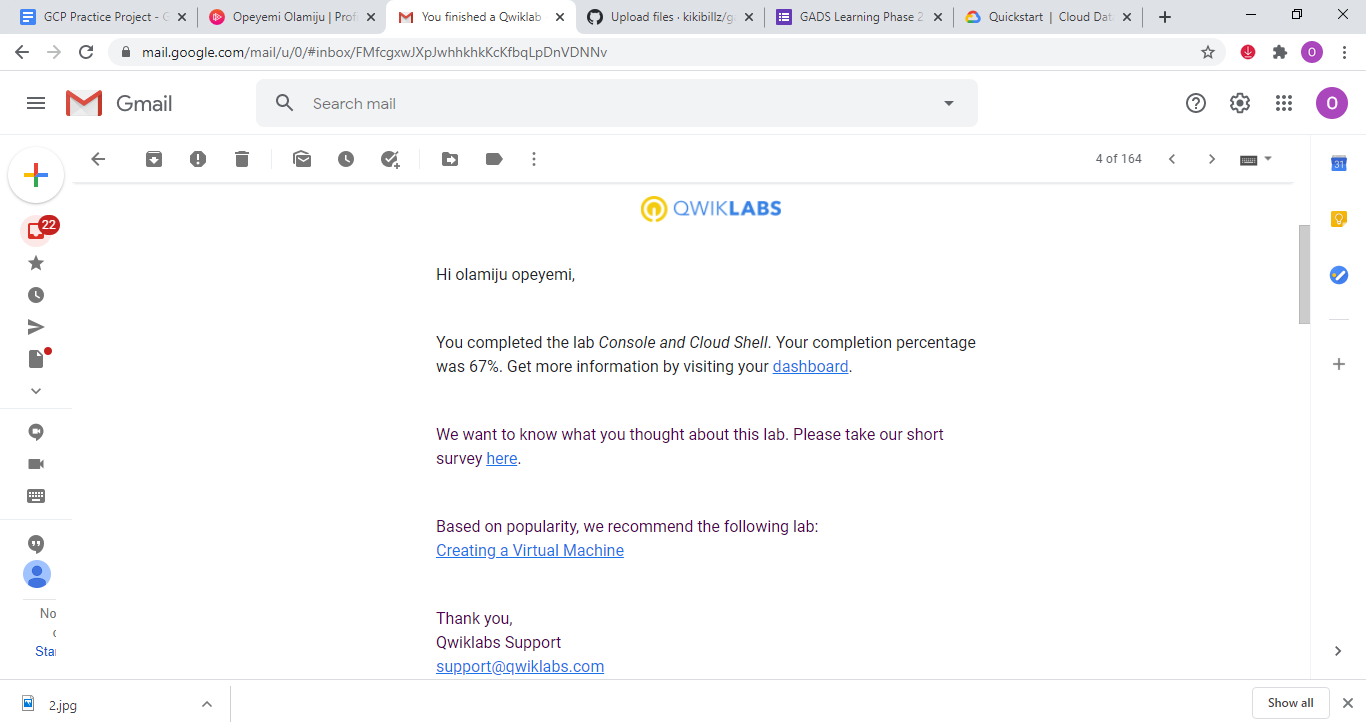 GCP Practice Project - G
Opeyemi Olamiju | Prof
You finished a Qwiklab
Upload files · kikibillz/g
GADS Learning Phase 2
Quickstart | Cloud Dat
mail.google.com/mail/u/0/#inbox/FMfcgxwJXpJwhhkhkKcKfbqLpDnVDNNv
O
Gmail
Search mail
O
4 of 164
31
22
QWIKLABS
Hi olamiju opeyemi,
You completed the lab Console and Cloud Shell. Your completion percentage
was 67%. Get more information by visiting your dashboard.
We want to know what you thought about this lab. Please take our short
survey here.
Based on popularity, we recommend the following lab:
Creating a Virtual Machine
Thank you,
Qwiklabs Support
support@qwiklabs.com
No
c
Star
2.jpg
Show all